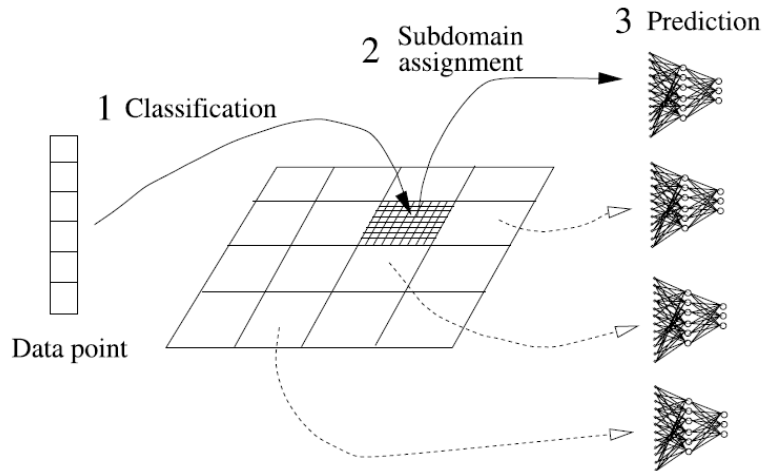 1 Classification
2 Subdomain
assignment
3 Prediction
Data point